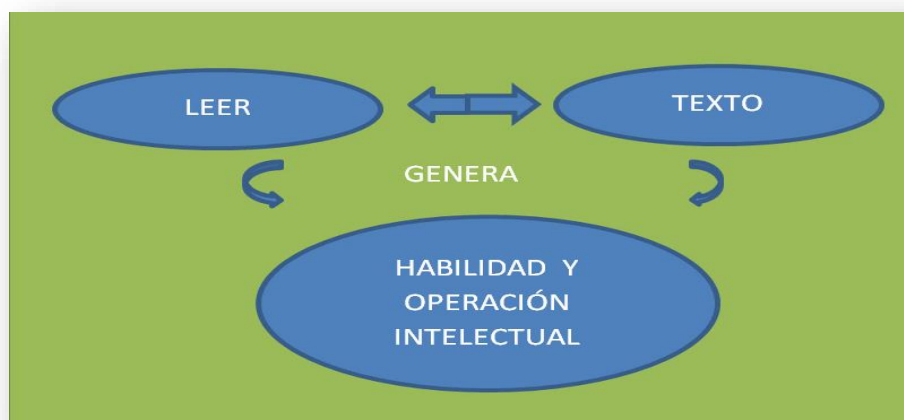 LEER
TEXTO
GENERA
HABILIDAD Y
OPERACIÓN
INTELECTUAL